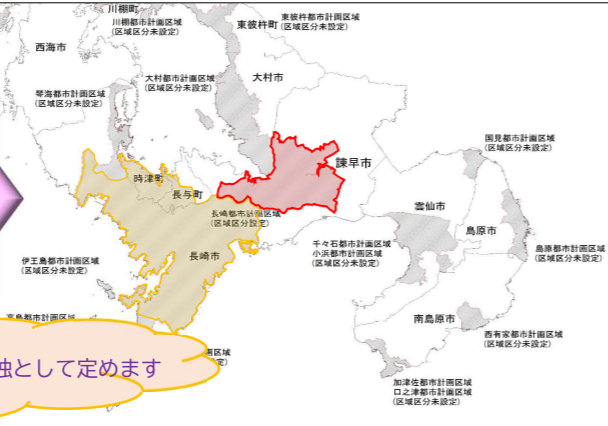 川棚町
川棚都市計画区域
(区域区分未設定)
東彼杵町
東彼杵都市計画区域
(区域区分未設定)
西海市
大村都市計画区域
(区域区分未設定)
大村市
琴海都市計画区域
(区域区分未設定)
国見都市計画区域
(区域区分未設定)
諫早市
時津町
長与町
長崎都市計画区域
(区域区分設定)
雲仙市
島原市
千々石都市計画区域
小浜都市計画区域
(区域区分未設定)
島原都市計画区域
(区域区分未設定)
長崎市
伊王島都市計画区域
(区域区分未設定)
高島都市計画区域
南島原市
西有家都市計画区域
(区域区分未設定)
独として定めます
画区域
定)
加津佐都市計画区域
口之津都市計画区域
(区域区分未設定)